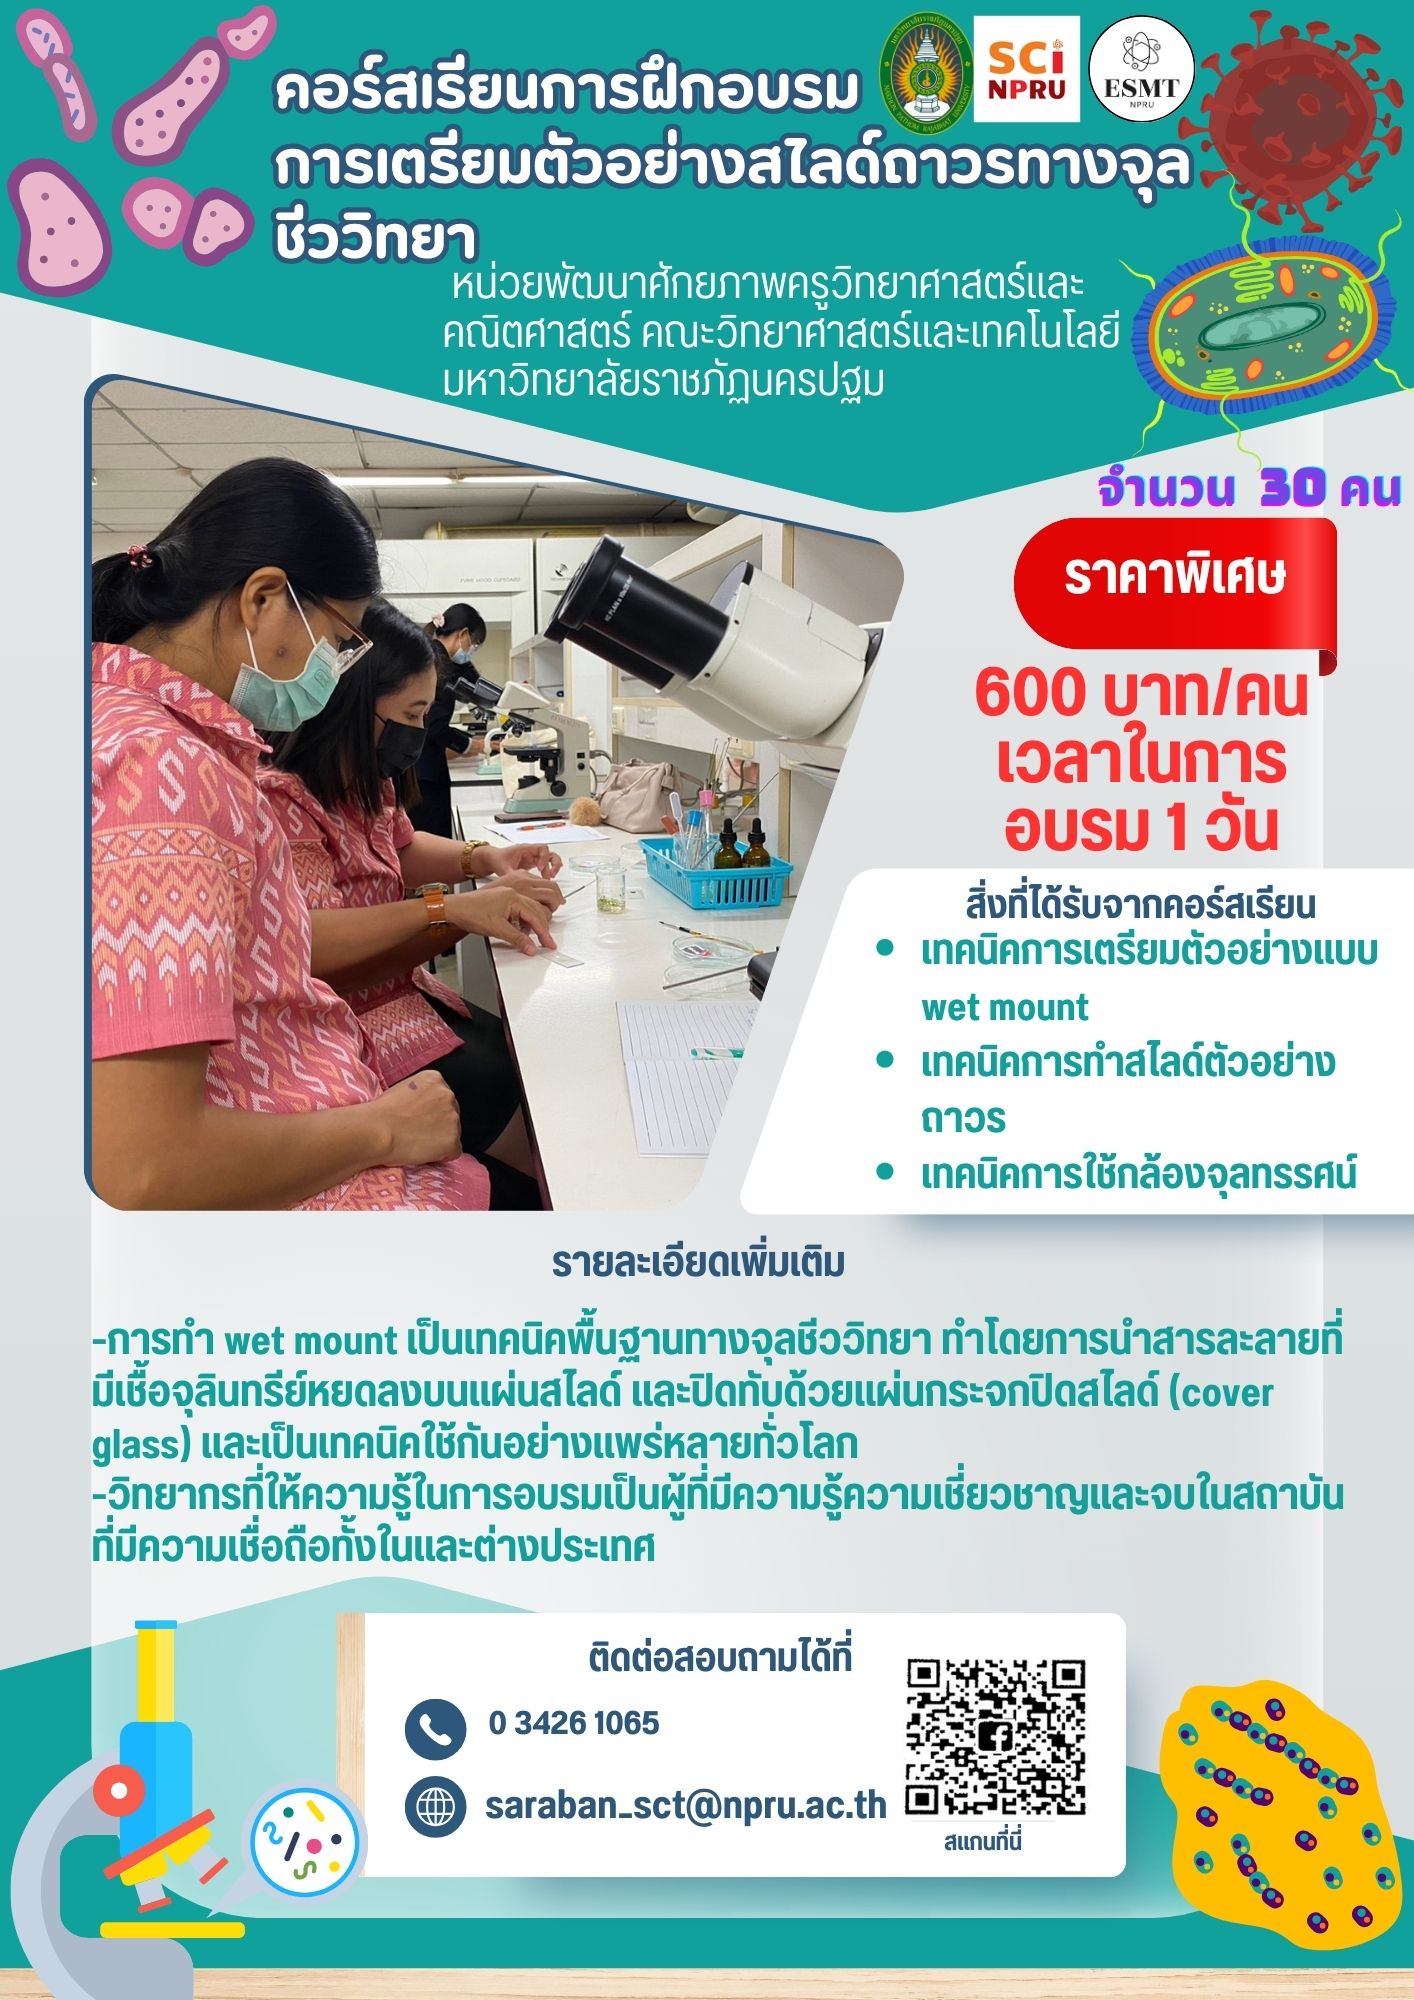 คอร์สเรียนการฝึกอบรม
การเตรียมตัวอย่างสไลด์ถาวรทางจุล
ชีววิทยา
SCi
NPRU
ESMT
NPRU
หน่วยพัฒนาศักยภาพครูวิทยาศาสตร์และ
คณิตศาสตร์ คณะวิทยาศาสตร์และเทคโนโลยี
มหาวิทยาลัยราชภัฏนครปฐม
จำนวน 30 คน
ราคาพิเศษ
600 บาท/คน
เวลาในการ
อบรม 1 วัน
สิ่งที่ได้รับจากคอร์สเรียน
• เทคนิคการเตรียมตัวอย่างแบบ
wet mount
• เทคนิคการทำสไลด์ตัวอย่าง
ถาวร
• เทคนิคการใช้กล้องจุลทรรศน์
รายละเอียดเพิ่มเติม
-การทำ wet mount เป็นเทคนิคพื้นฐานทางจุลชีววิทยา ทำโดยการนำสารละลายที่
มีเชื้อจุลินทรีย์หยดลงบนแผ่นสไลด์ และปิดทับด้วยแผ่นกระจกปิดสไลด์ (cover
glass) และเป็นเทคนิคใช้กันอย่างแพร่หลายทั่วโลก
-วิทยากรที่ให้ความรู้ในการอบรมเป็นผู้ที่มีความรู้ความเชี่ยวชาญและจบในสถาบัน
ที่มีความเชื่อถือทั้งในและต่างประเทศ
ติดต่อสอบถามได้ที่
0 3426 1065
saraban_sct@npru.ac.th
สแกนที่นี่